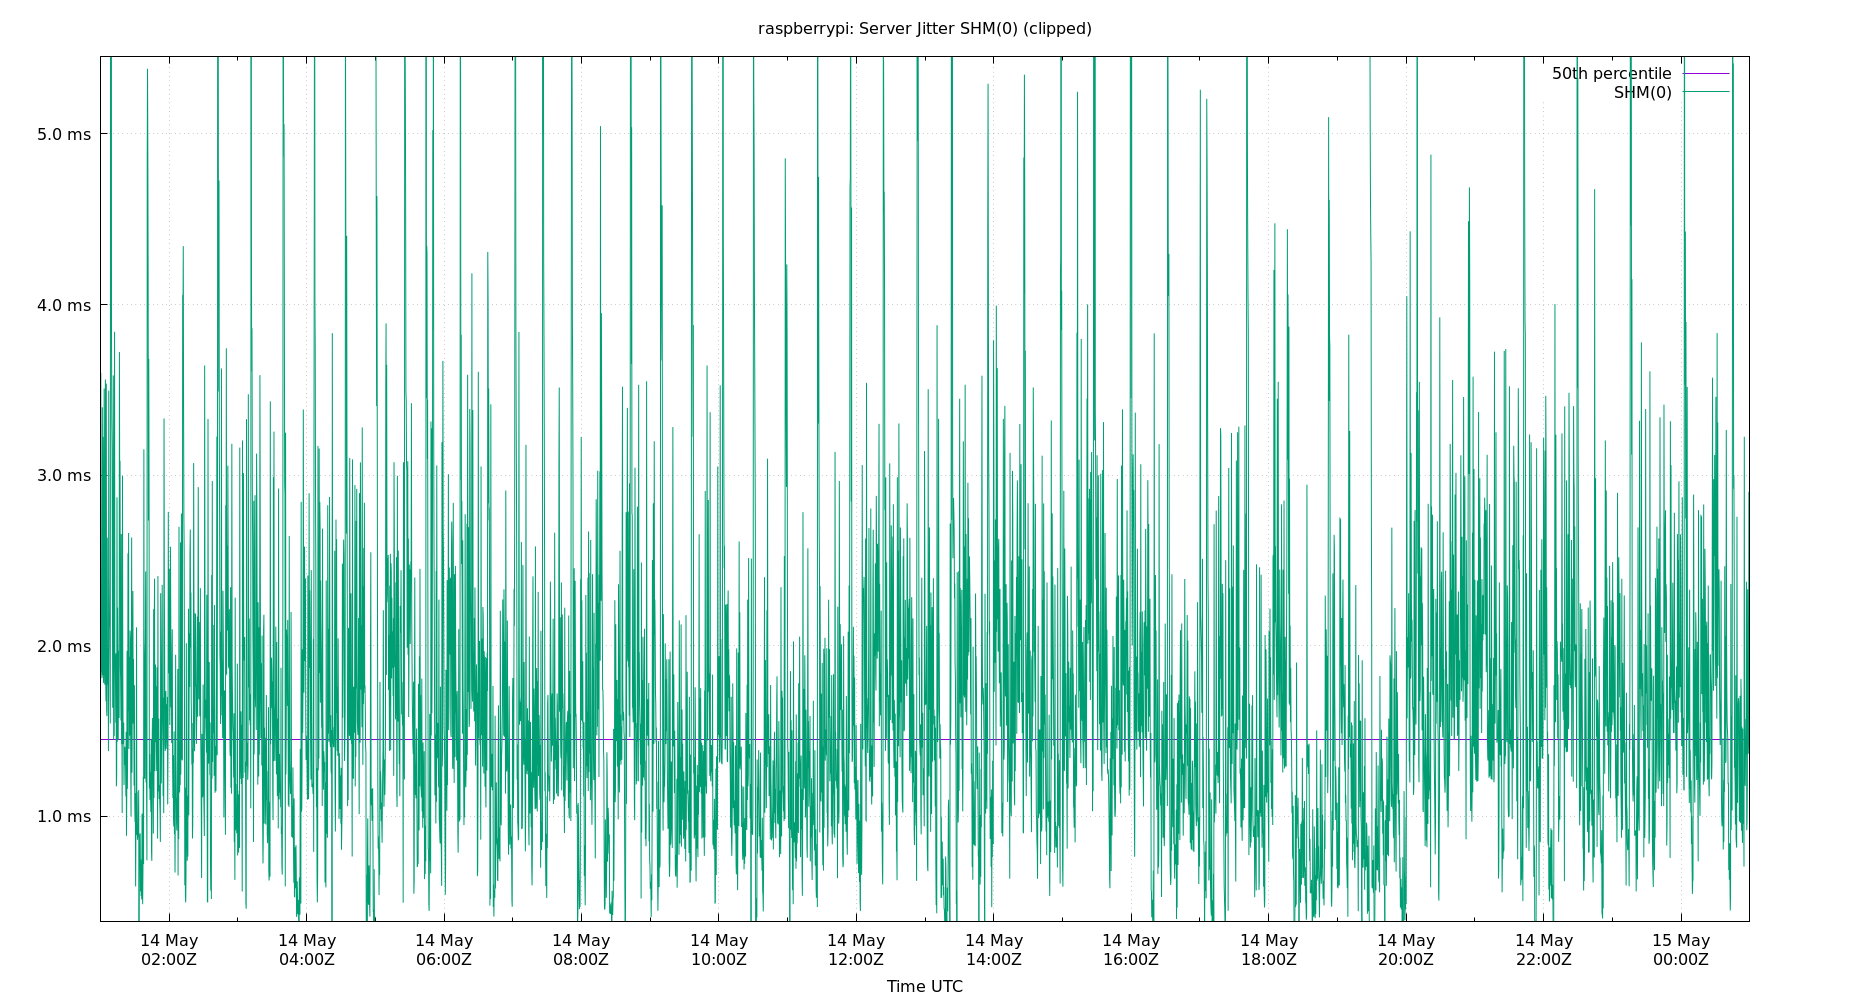 raspberrypi: Server Jitter SHM(0) (clipped)
50th percentile
SHM(0)
5.0 ms
4.0 ms
3.0 ms
2.0 ms
1.0 ms
14 May 14 May 14 May 14 May 14 May 14 May 14 May 14 May 14 May 14 May 14 May 15 May
02:00Z 04:00Z 06:00Z 08:00Z 10:00Z 12:00Z 14:00Z 16:00Z 18:00Z 20:00Z 22:00Z 00:00Z
Time UTC